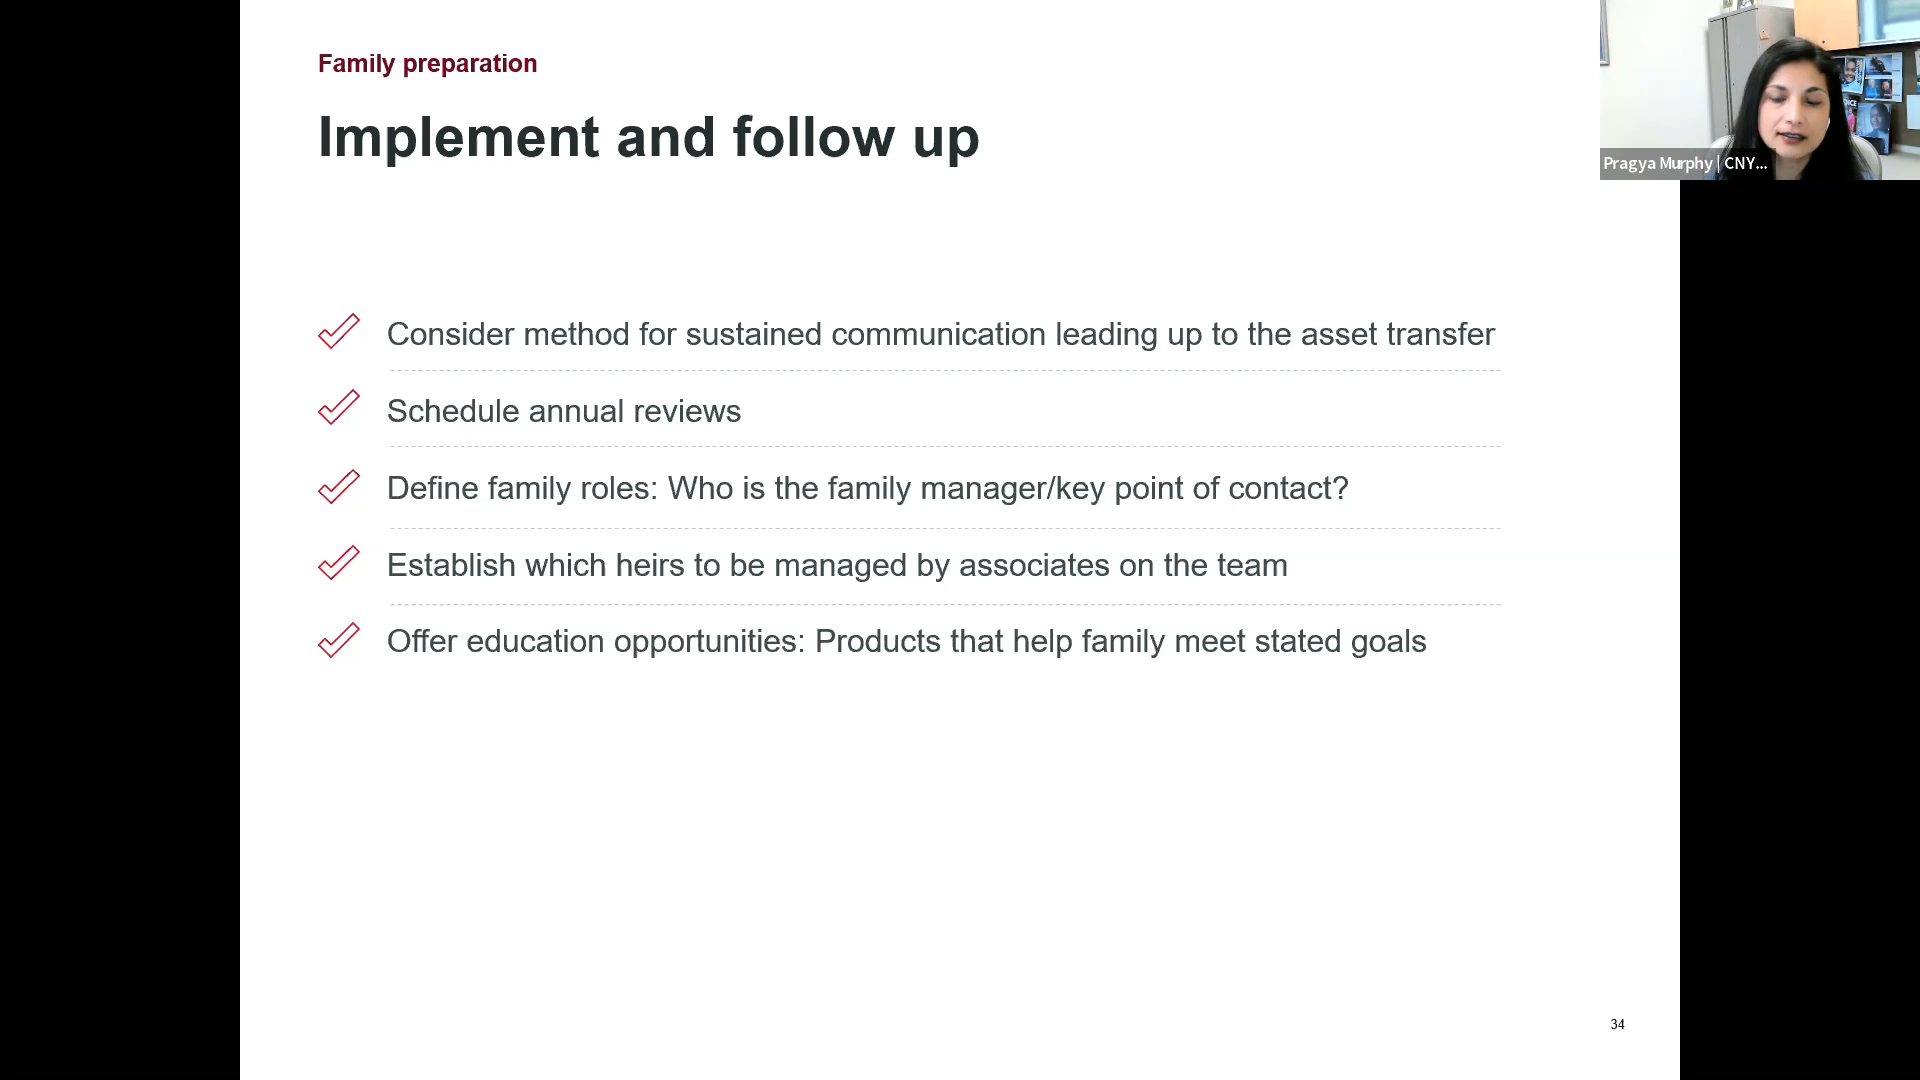 Family preparation
Implement and follow up
Consider method for sustained communication leading up to the asset transfer
Schedule annual reviews
Define family roles: Who is the family manager/key point of contact?
Establish which heirs to be managed by associates on the team
Offer education opportunities: Products that help family meet stated goals
34
Pragya Murphy | CNY...